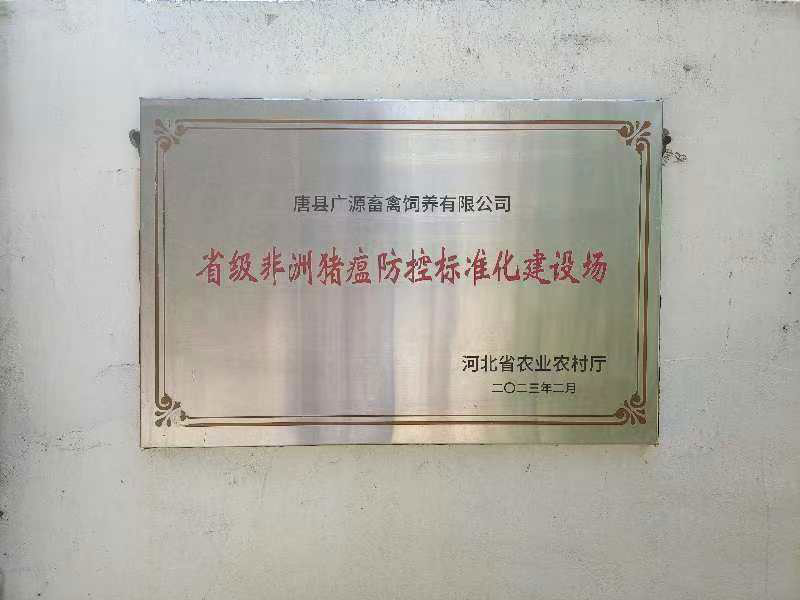 唐县广源畜禽饲养有限公司
省级非洲猪瘟防控标准化建设场
河北省农业农村厅
二〇二三年二月